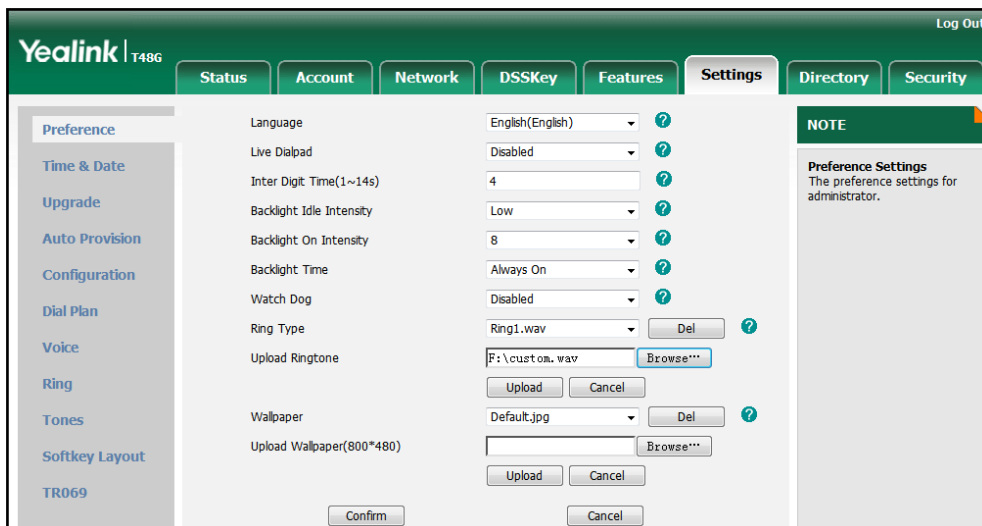 Log Out
Yealink T48G
Status Account Network DSSKey Features Settings Directory Security
Preference
Time & Date
Upgrade
Auto Provision
Configuration
Dial Plan
Voice
Ring
Tones
Softkey Layout
TR069
Language English(English) ?
Live Dialpad Disabled ?
Inter Digit Time(1~14s) 4 ?
Backlight Idle Intensity Low ?
Backlight On Intensity 8 ?
Backlight Time Always On ?
Watch Dog Disabled ?
Ring Type Ring1.wav Del ?
Upload Ringtone F:\custom.wav Browse···
Upload Cancel
Wallpaper Default.jpg Del ?
Upload Wallpaper(800*480) Browse···
Upload Cancel
Confirm Cancel
NOTE
Preference Settings
The preference settings for
administrator.